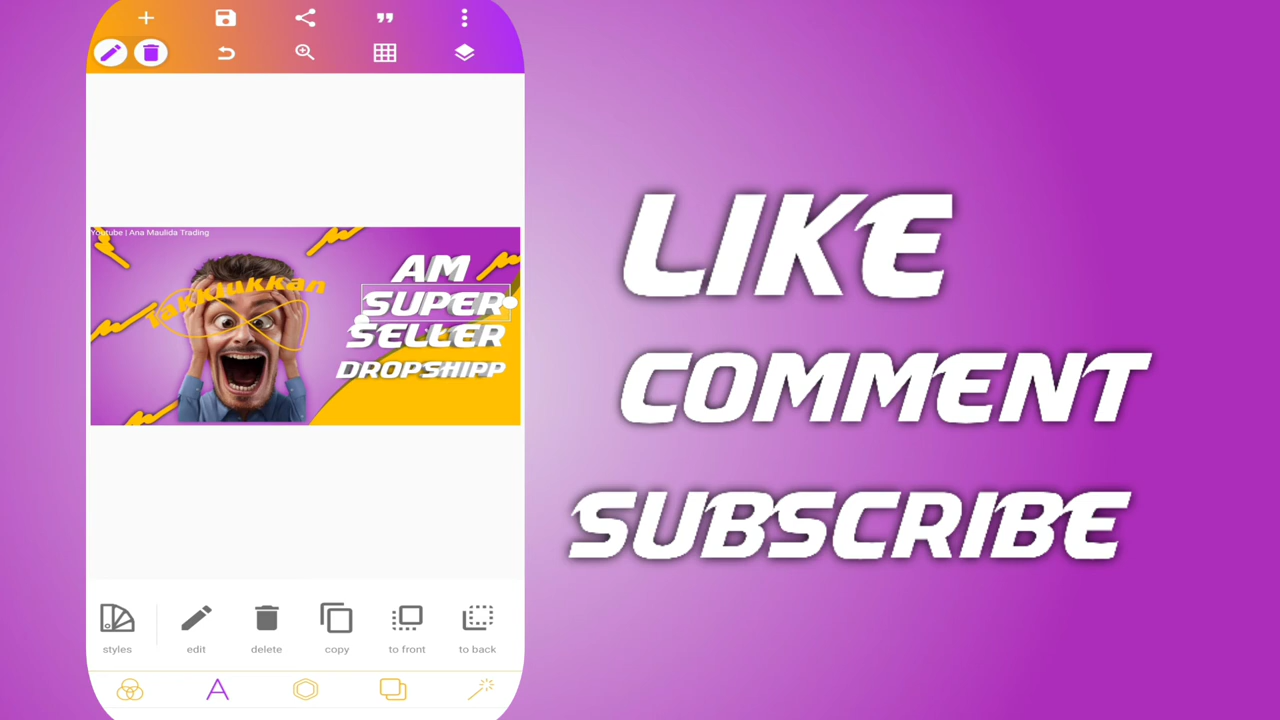 Youtube | Ana Maulida Trading
Takkjukkan
AM
SUPER
SELLER
DROPSHIPP
styles
edit
delete
copy
to front
to back
LIKE
COMMENT
SUBSCRIBE